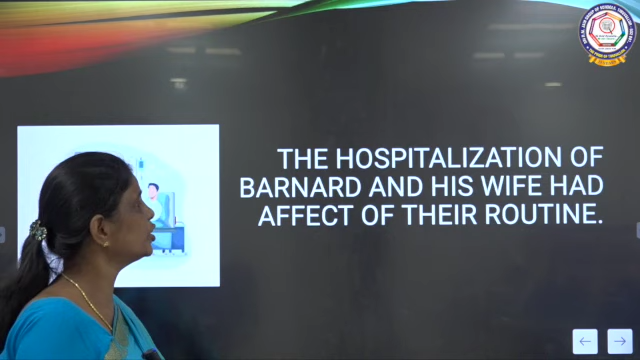 THE HOSPITALIZATION OF
BARNARD AND HIS WIFE HAD
AFFECT OF THEIR ROUTINE.